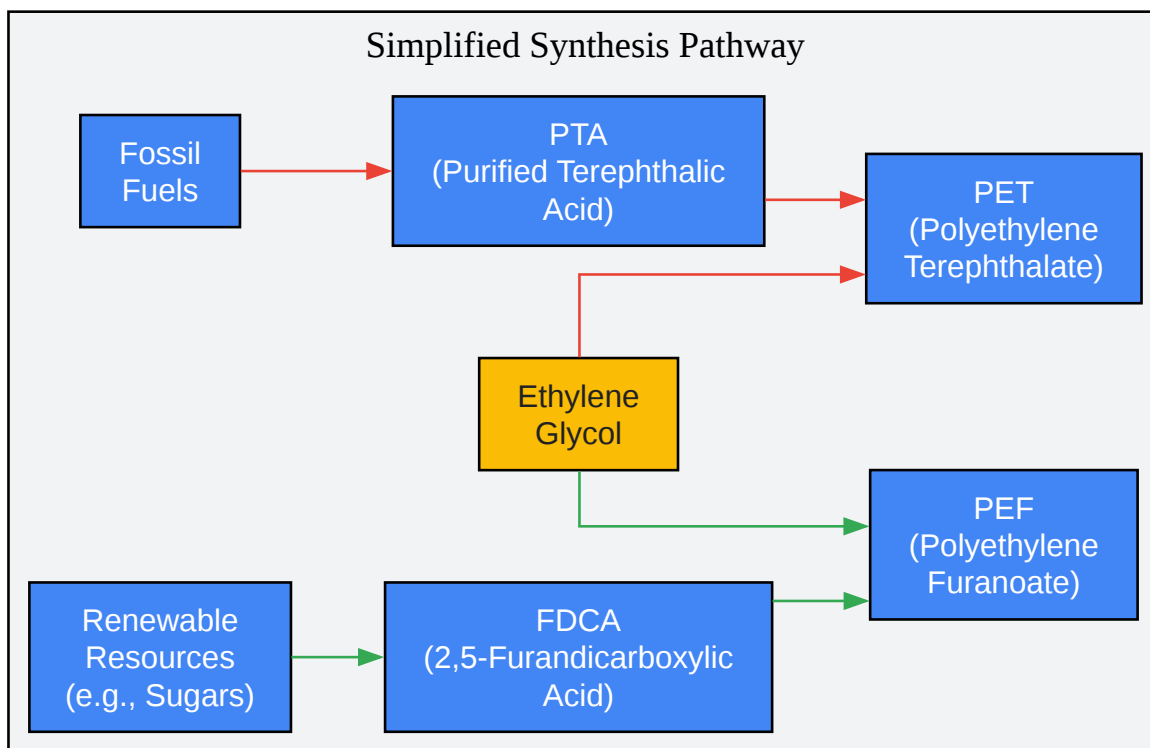 Simplified Synthesis Pathway
Fossil
Fuels
PTA
(Purified Terephthalic
Acid)
PET
(Polyethylene
Terephthalate)
Ethylene
Glycol
PEF
(Polyethylene
Furanoate)
Renewable
Resources
(e.g., Sugars)
FDCA
(2,5-Furandicarboxylic
Acid)